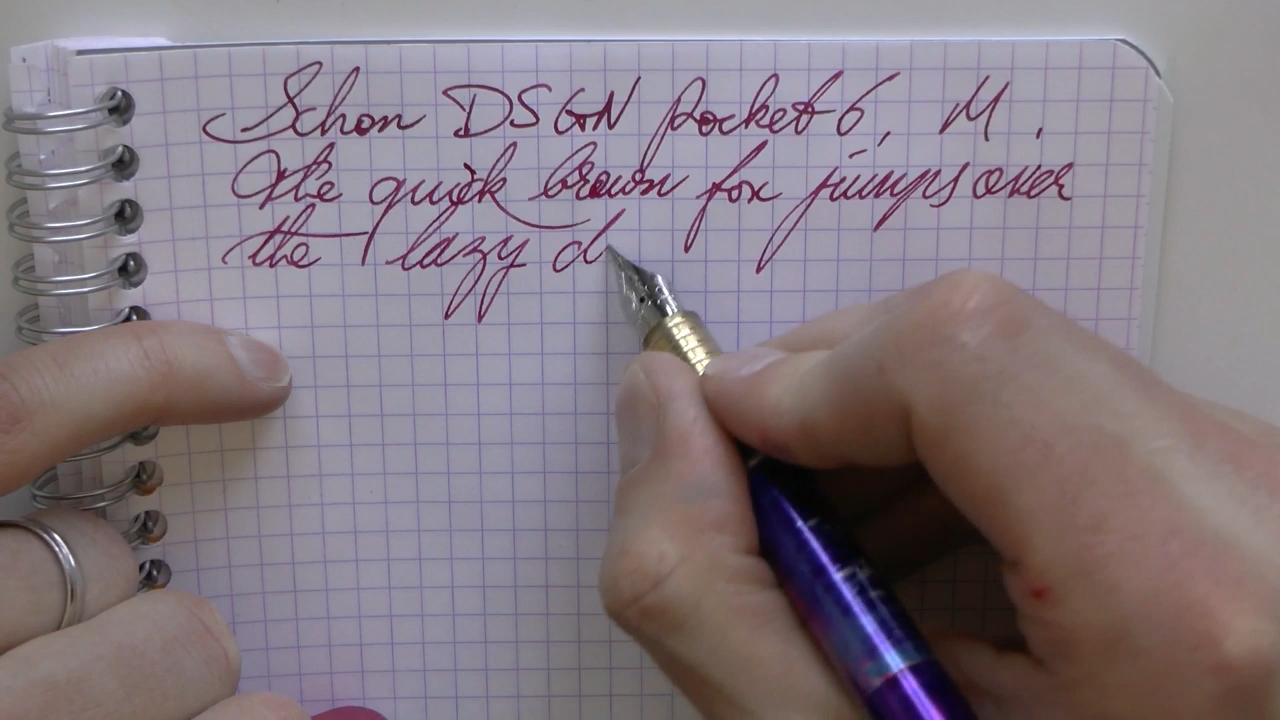 Schon DSGN Pocket 6, M.
The quick brown fox jumps over
the lazy d